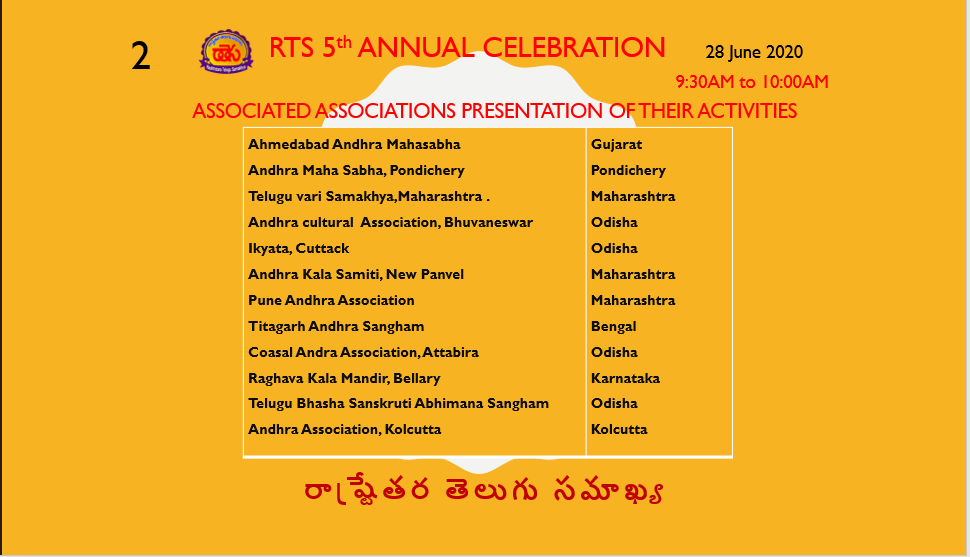 2
RTS 5th ANNUAL CELEBRATION
28 June 2020
9:30AM to 10:00AM
ASSOCIATED ASSOCIATIONS PRESENTATION OF THEIR ACTIVITIES
Ahmedabad Andhra Mahasabha Gujarat
Andhra Maha Sabha, Pondichery Pondichery
Telugu vari Samakhya,Maharashtra . Maharashtra
Andhra cultural Association, Bhuvaneswar Odisha
Ikyata, Cuttack Odisha
Andhra Kala Samiti, New Panvel Maharashtra
Pune Andhra Association Maharashtra
Titagarh Andhra Sangham Bengal
Coasal Andra Association, Attabira Odisha
Raghava Kala Mandir, Bellary Karnataka
Telugu Bhasha Sanskruti Abhimana Sangham Odisha
Andhra Association, Kolcutta Kolcutta
రాష్ట్రేతర తెలుగు సమాఖ్య